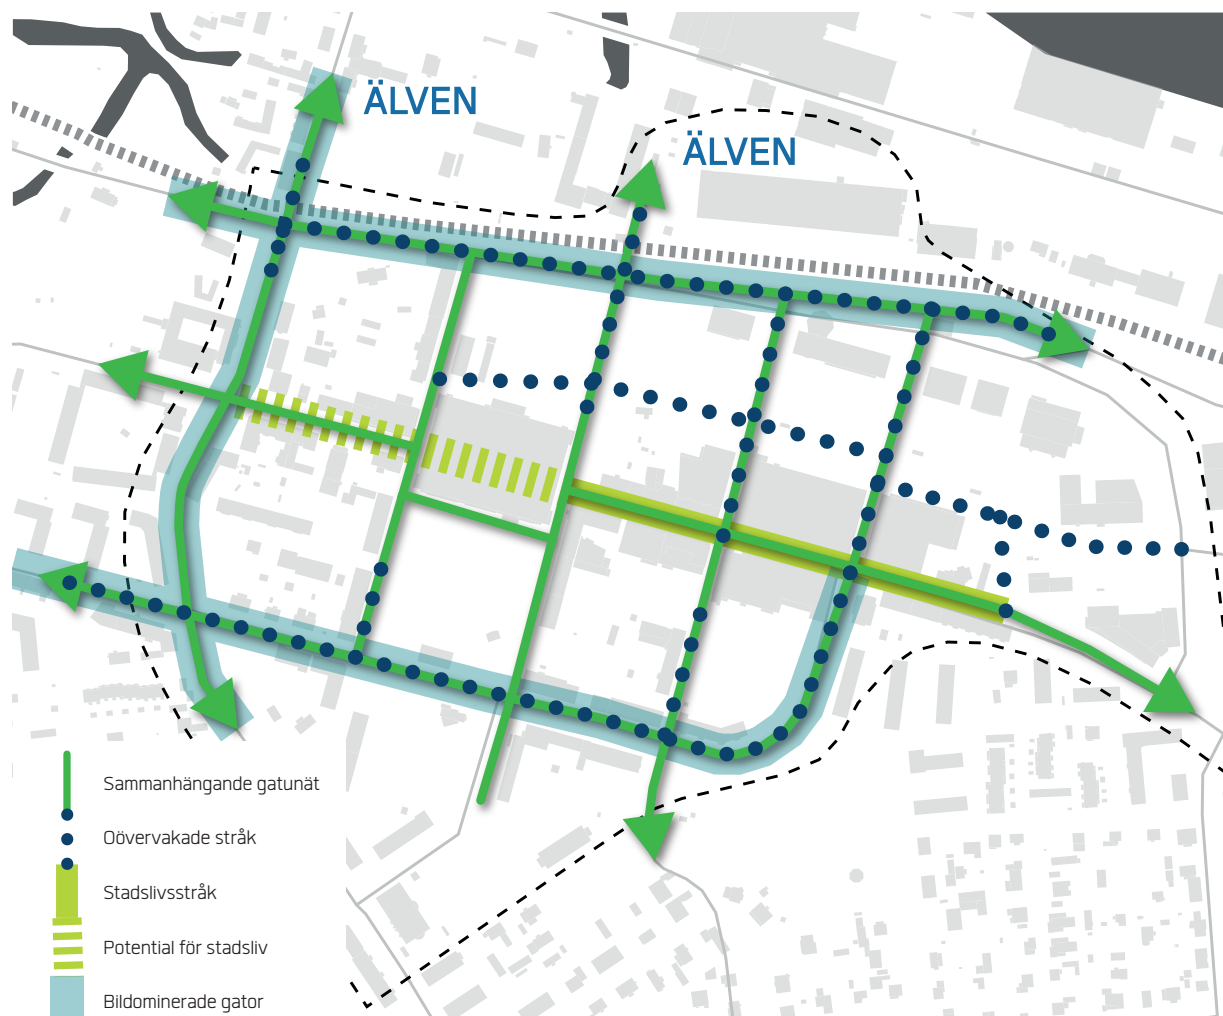 ÄLVEN
ÄLVEN
Sammanhängande gatunät
Oövervakade stråk
Stadslivsstråk
Potential för stadsliv
Bildominerade gator